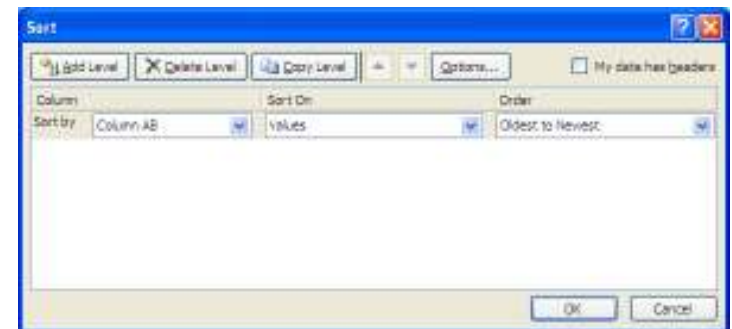 Sort
Add Level Delete Level Copy Level Options... My data has headers
Column Sort On Order
Sort by Column AB Values Oldest to Newest
OK Cancel